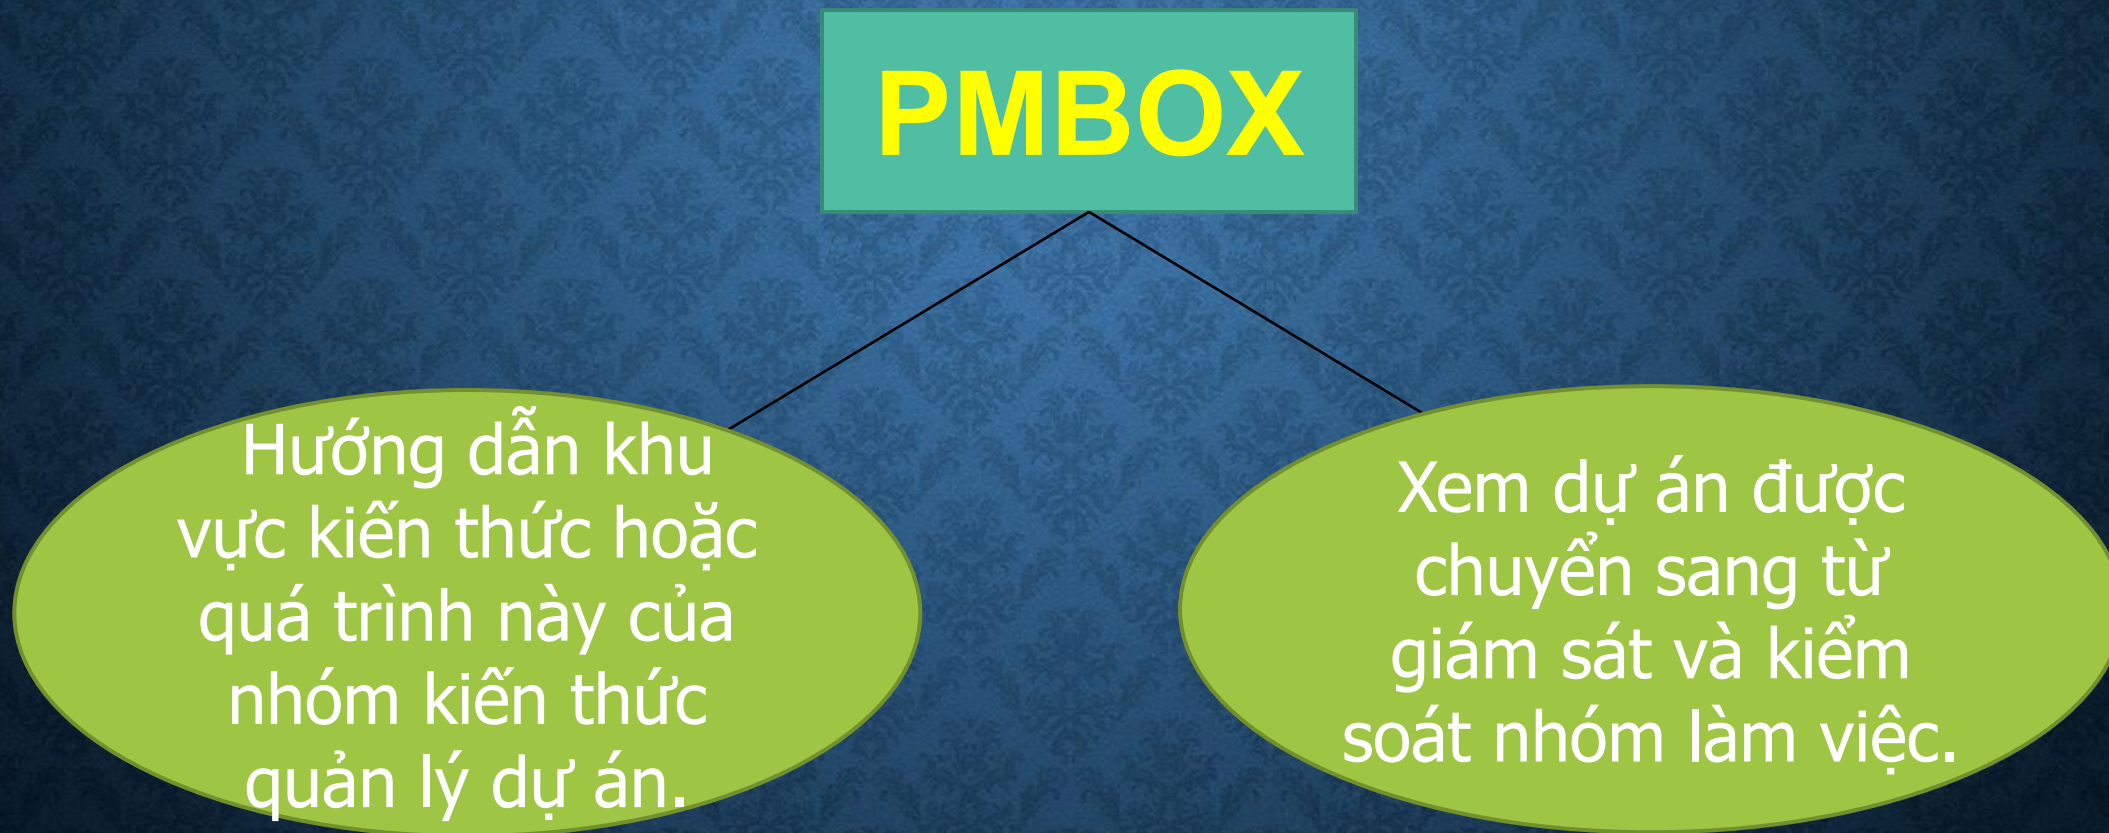 PMBOX
Hướng dẫn khu
vực kiến thức hoặc
quá trình này của
nhóm kiến thức
quản lý dự án.
Xem dự án được
chuyển sang từ
giám sát và kiểm
soát nhóm làm việc.